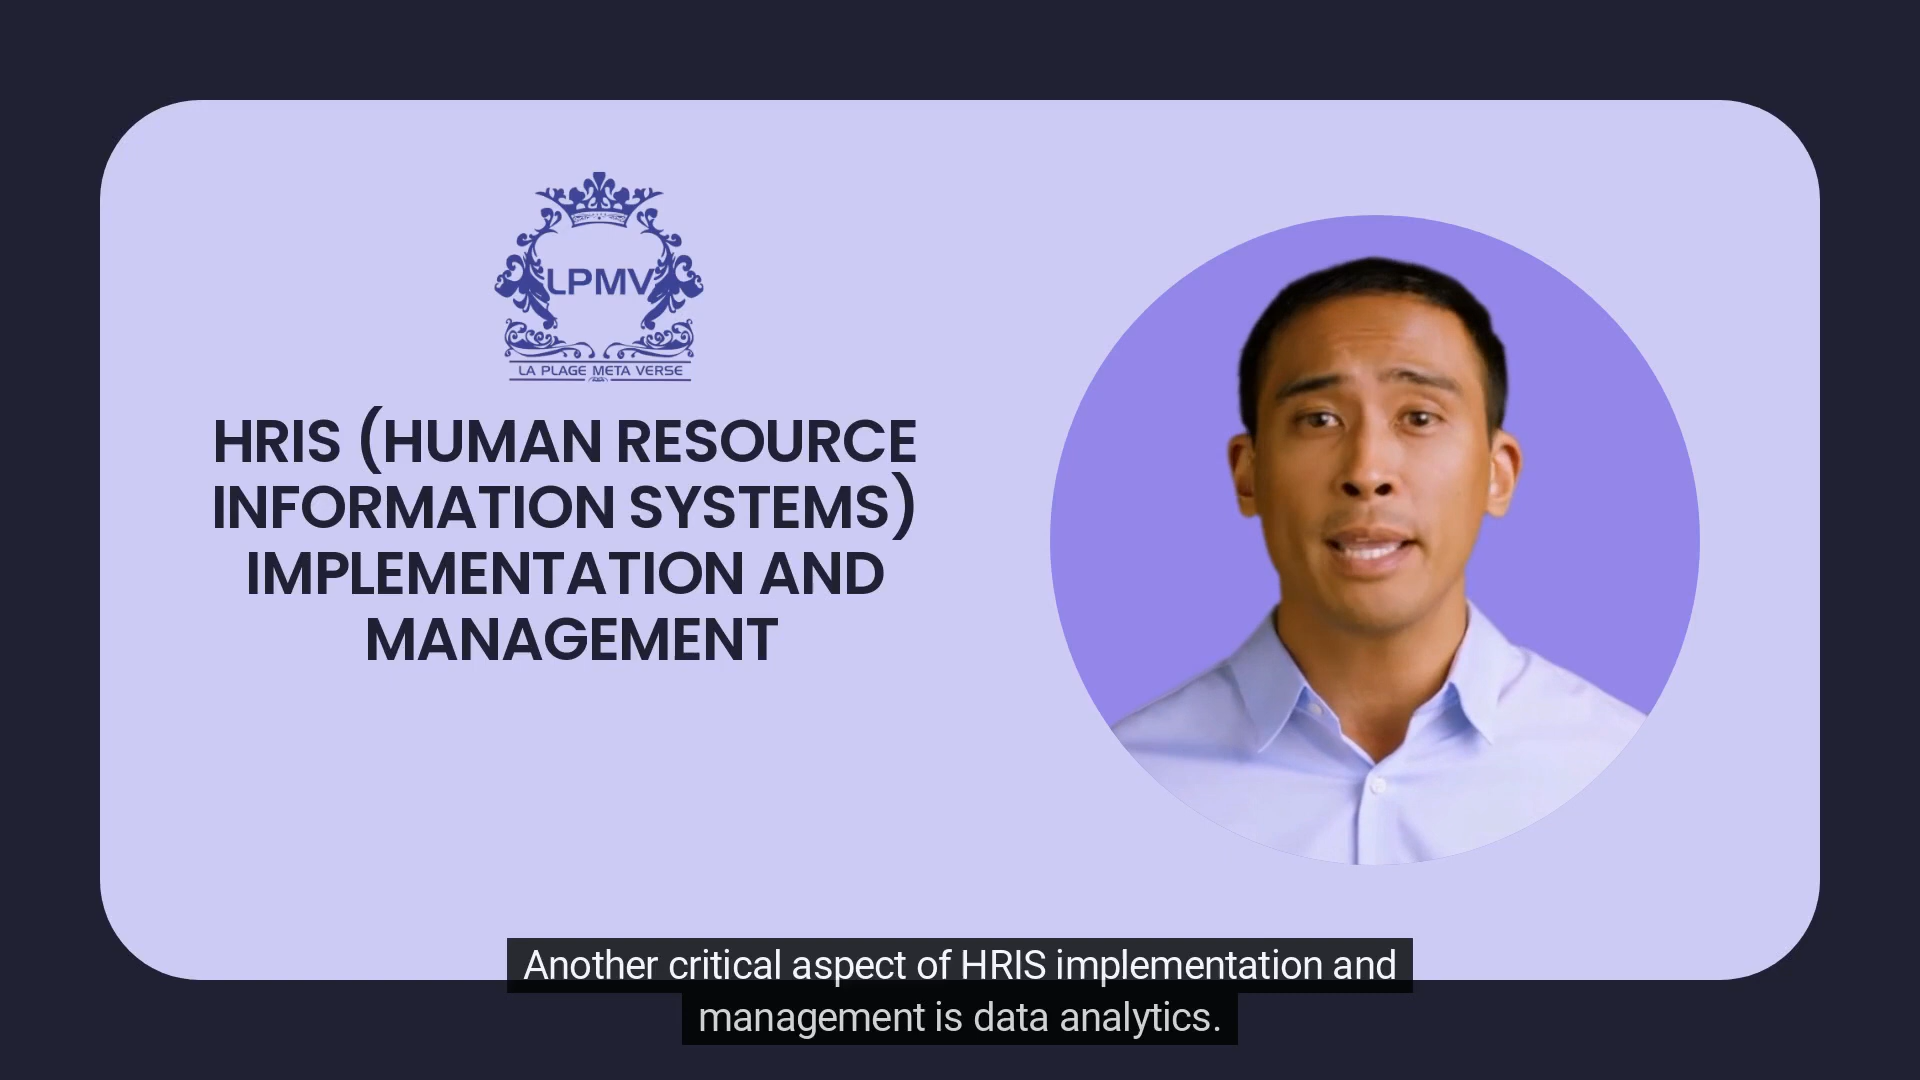 LPMV
LA PLAGE META VERSE
HRIS (HUMAN RESOURCE
INFORMATION SYSTEMS)
IMPLEMENTATION AND
MANAGEMENT
Another critical aspect of HRIS implementation and
management is data analytics.